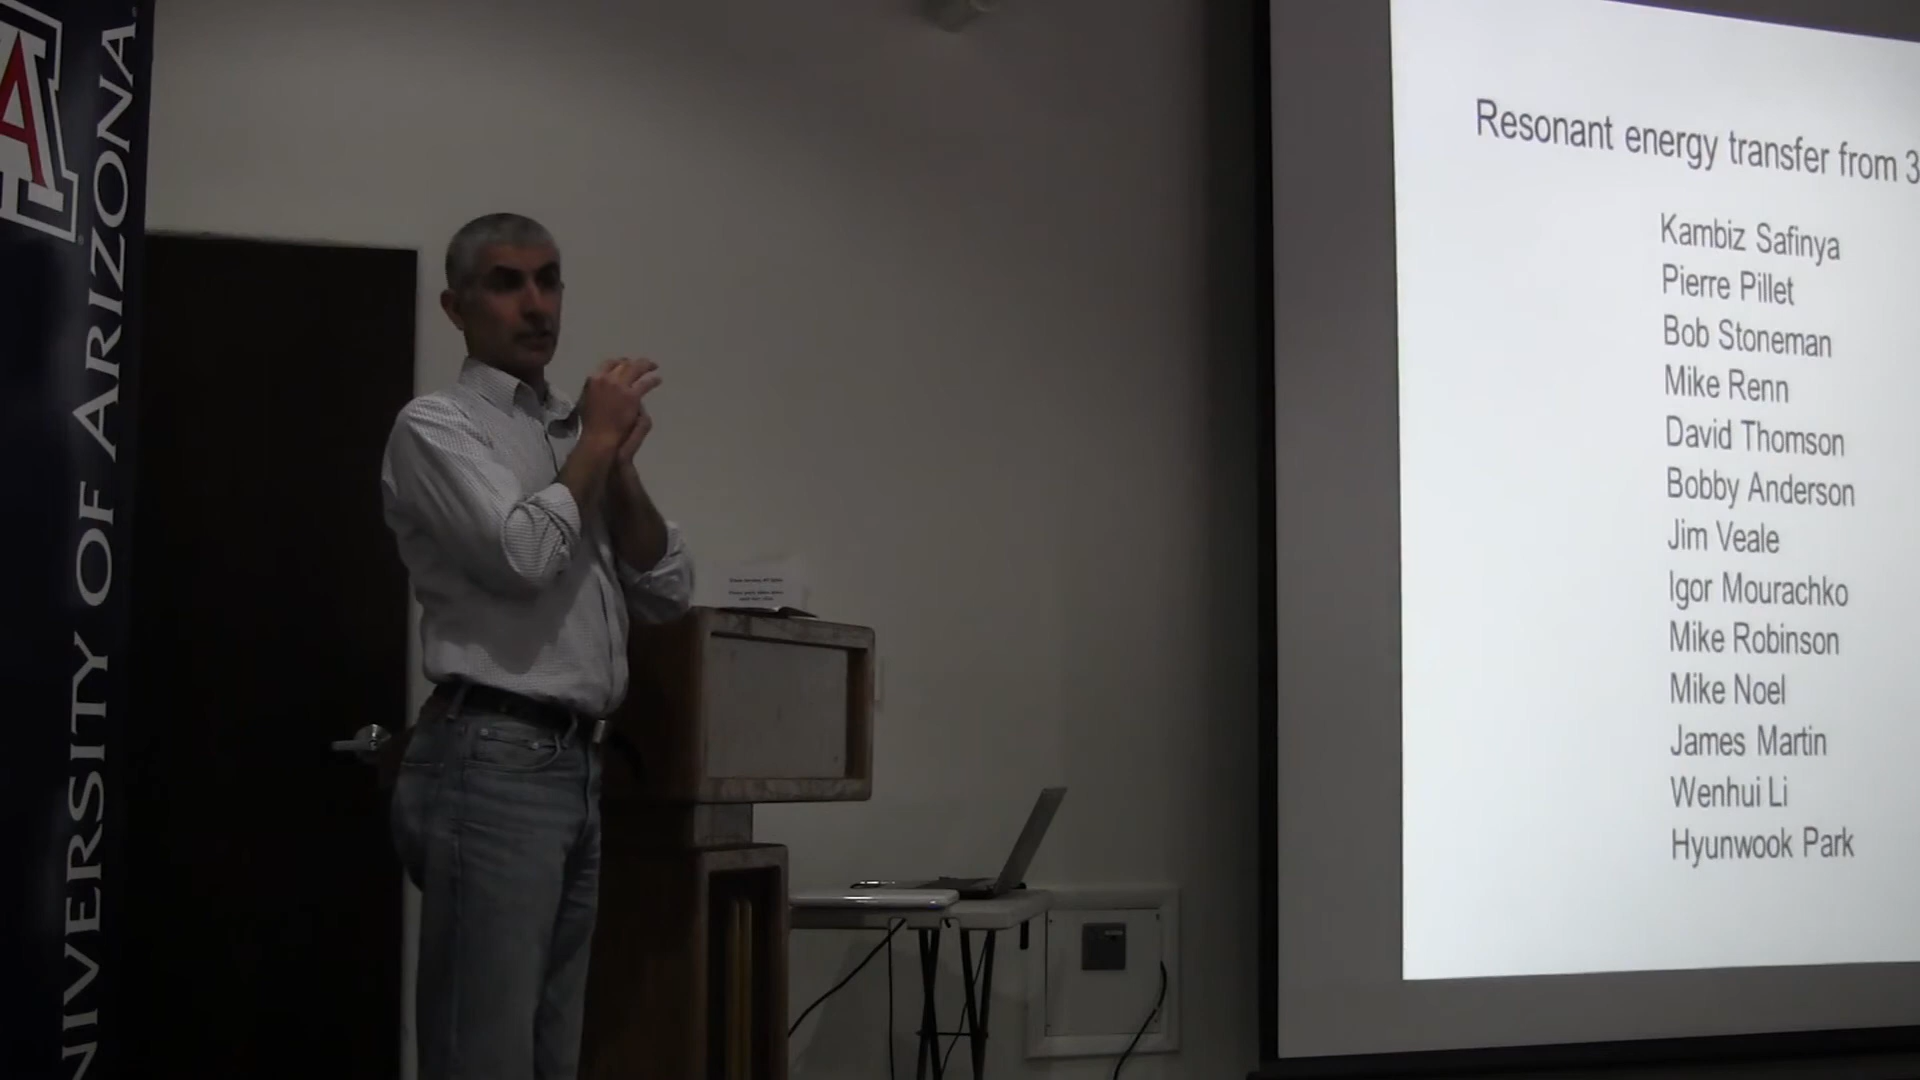 A
UNIVERSITY OF ARIZONA
Resonant energy transfer from 3
Kambiz Safinya
Pierre Pillet
Bob Stoneman
Mike Renn
David Thomson
Bobby Anderson
Jim Veale
Igor Mourachko
Mike Robinson
Mike Noel
James Martin
Wenhui Li
Hyunwook Park